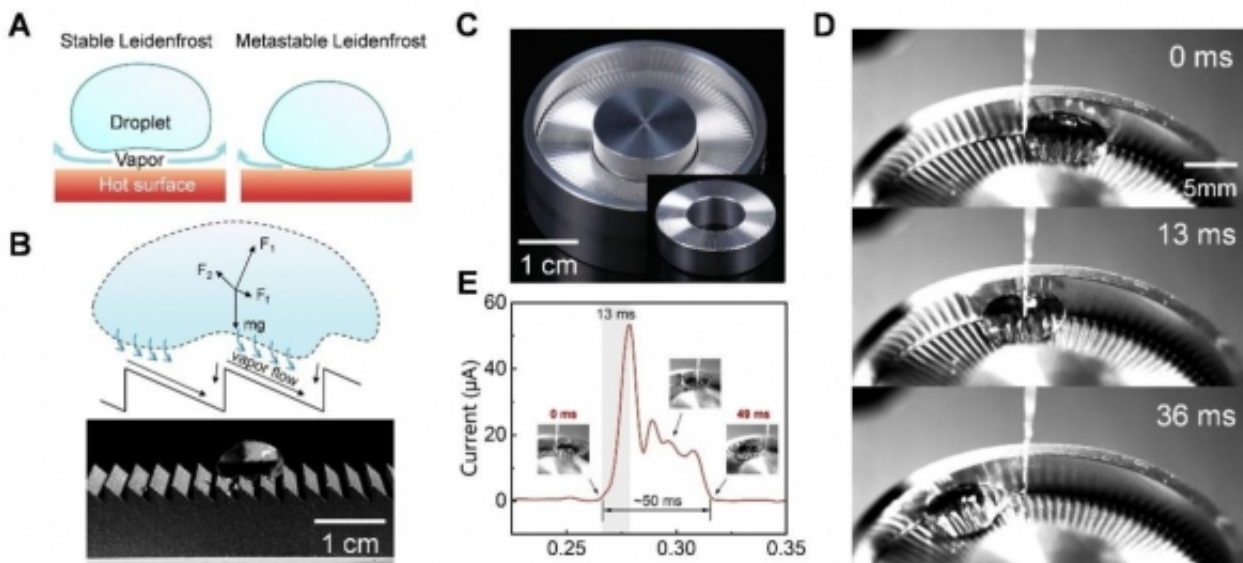 A
Stable Leidenfrost
Metastable Leidenfrost
Droplet
Vapor
Hot surface
B
F₁
F₂
Ff
mg
vapor flow
1 cm
C
1 cm
D
0 ms
5mm
13 ms
36 ms
E
Current (μA)
60
40
20
0
13 ms
0 ms
49 ms
~50 ms
0.25
0.30
0.35